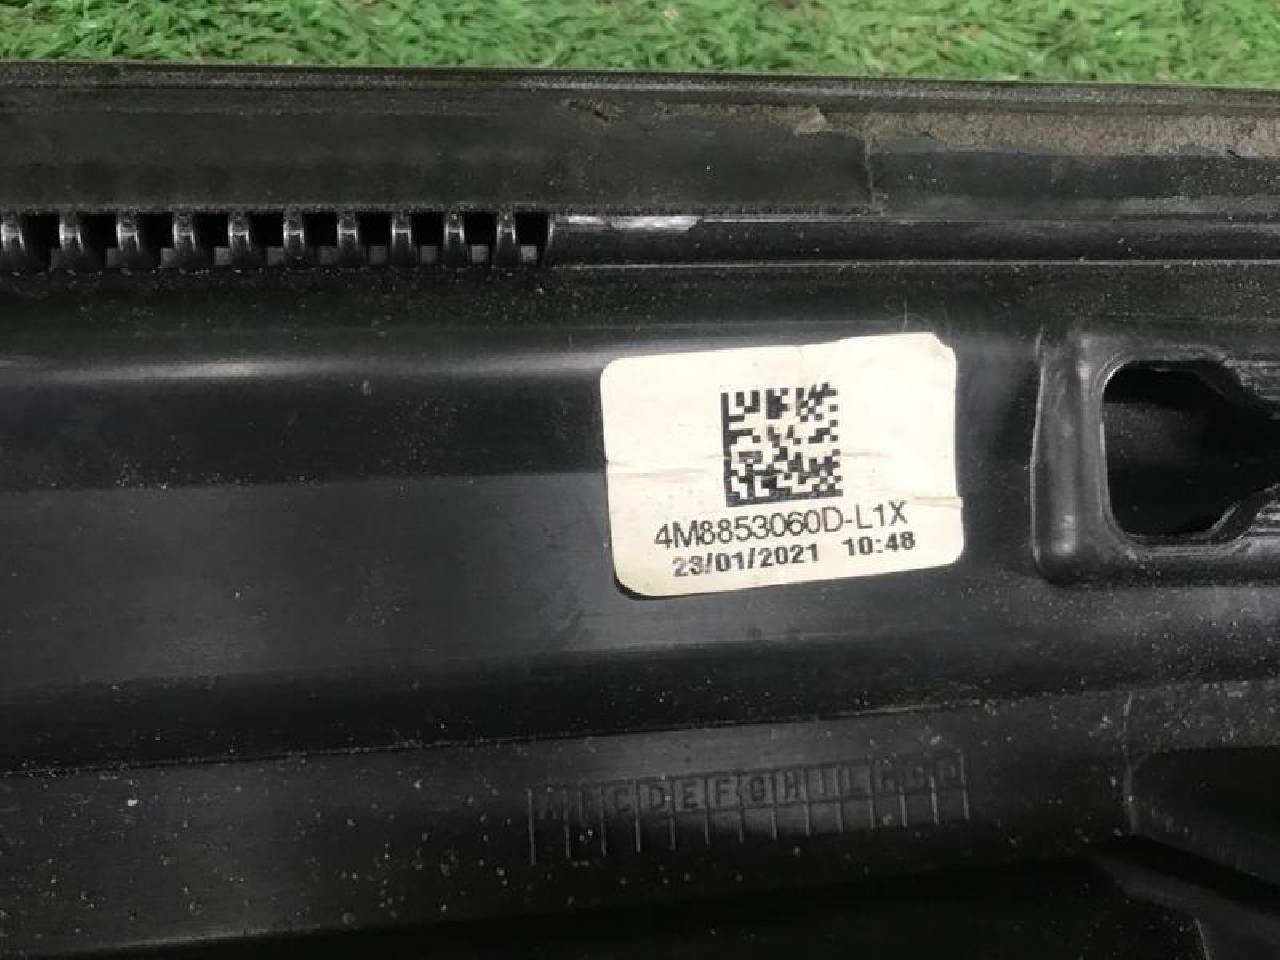 4M8853060D-L1X
23/01/2021 10:48
A B C D E F G H I L M O O